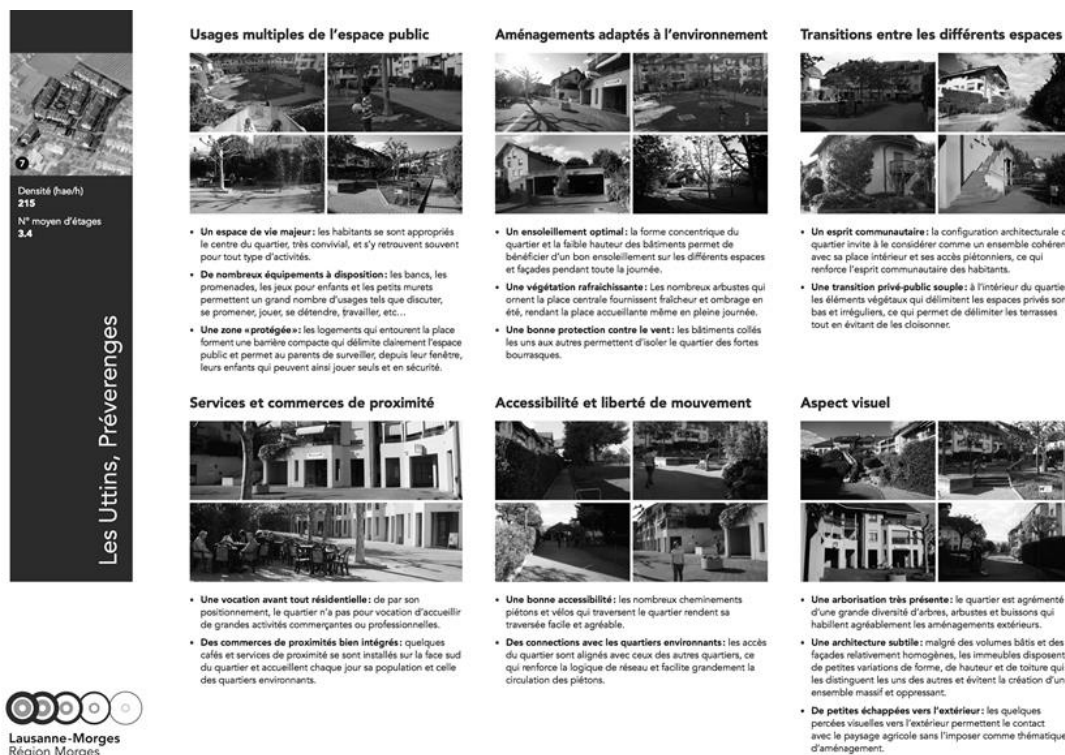 7
Densité (hae/h)
215
N° moyen d'étages
3.4
Les Uttins, Préverenges
Lausanne-Morges
Région Morges
Usages multiples de l'espace public
• Un espace de vie majeur : les habitants se sont appropriés
le centre du quartier, très convivial, et s'y retrouvent souvent
pour tout type d'activités.
• De nombreux équipements à disposition : les bancs, les
promenades, les jeux pour enfants et les petits murets
permettent un grand nombre d'usages tels que discuter,
se promener, jouer, se détendre, travailler, etc…
• Une zone «protégée» : les logements qui entourent la place
forment une barrière compacte qui délimite clairement l'espace
public et permet au parents de surveiller, depuis leur fenêtre,
leurs enfants qui peuvent ainsi jouer seuls et en sécurité.
Aménagements adaptés à l'environnement
• Un ensoleillement optimal : la forme concentrique du
quartier et la faible hauteur des bâtiments permet de
bénéficier d'un bon ensoleillement sur les différents espaces
et façades pendant toute la journée.
• Une végétation rafraichissante : Les nombreux arbustes qui
ornent la place centrale fournissent fraîcheur et ombrage en
été, rendant la place accueillante même en pleine journée.
• Une bonne protection contre le vent : les bâtiments collés
les uns aux autres permettent d'isoler le quartier des fortes
bourrasques.
Transitions entre les différents espaces
• Un esprit communautaire : la configuration architecturale
quartier invite à le considérer comme un ensemble
avec sa place intérieur et ses accès piétonniers, ce qui
renforce l'esprit communautaire des habitants.
• Une transition privé-public souple : à l'intérieur du
les éléments végétaux qui délimitent les espaces privés
bas et irréguliers, ce qui permet de délimiter les terrasses
tout en évitant de les cloisonner.
Services et commerces de proximité
• Une vocation avant tout résidentielle : de par son
positionnement, le quartier n'a pas pour vocation d'accueillir
de grandes activités commerçantes ou professionnelles.
• Des commerces de proximités bien intégrés : quelques
cafés et services de proximité se sont installés sur la face sud
du quartier et accueillent chaque jour sa population et celle
des quartiers environnants.
Accessibilité et liberté de mouvement
• Une bonne accessibilité : les nombreux cheminements
piétons et vélos qui traversent le quartier rendent sa
traversée facile et agréable.
• Des connections avec les quartiers environnants : les accès
du quartier sont alignés avec ceux des autres quartiers, ce
qui renforce la logique de réseau et facilite grandement la
circulation des piétons.
Aspect visuel
• Une arborisation très présente : le quartier est agrémenté
d'une grande diversité d'arbres, arbustes et buissons qui
habillent agréablement les aménagements extérieurs.
• Une architecture subtile : malgré des volumes bâtis et des
façades relativement homogènes, les immeubles disposent
de petites variations de forme, de hauteur et de toiture qui
les distinguent les uns des autres et évitent la création d'un
ensemble massif et oppressant.
• De petites échappées vers l'extérieur : les quelques
percées visuelles vers l'extérieur permettent le contact
avec le paysage agricole sans l'imposer comme thématique
d'aménagement.